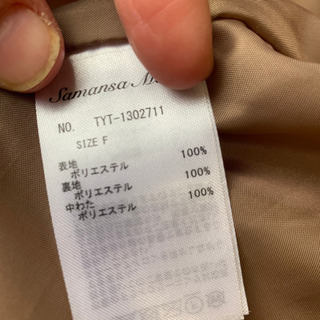 Samansa
NO. TYT-1302711
SIZE F
表地
ポリエステル 100%
裏地
ポリエステル 100%
中わた
ポリエステル 100%